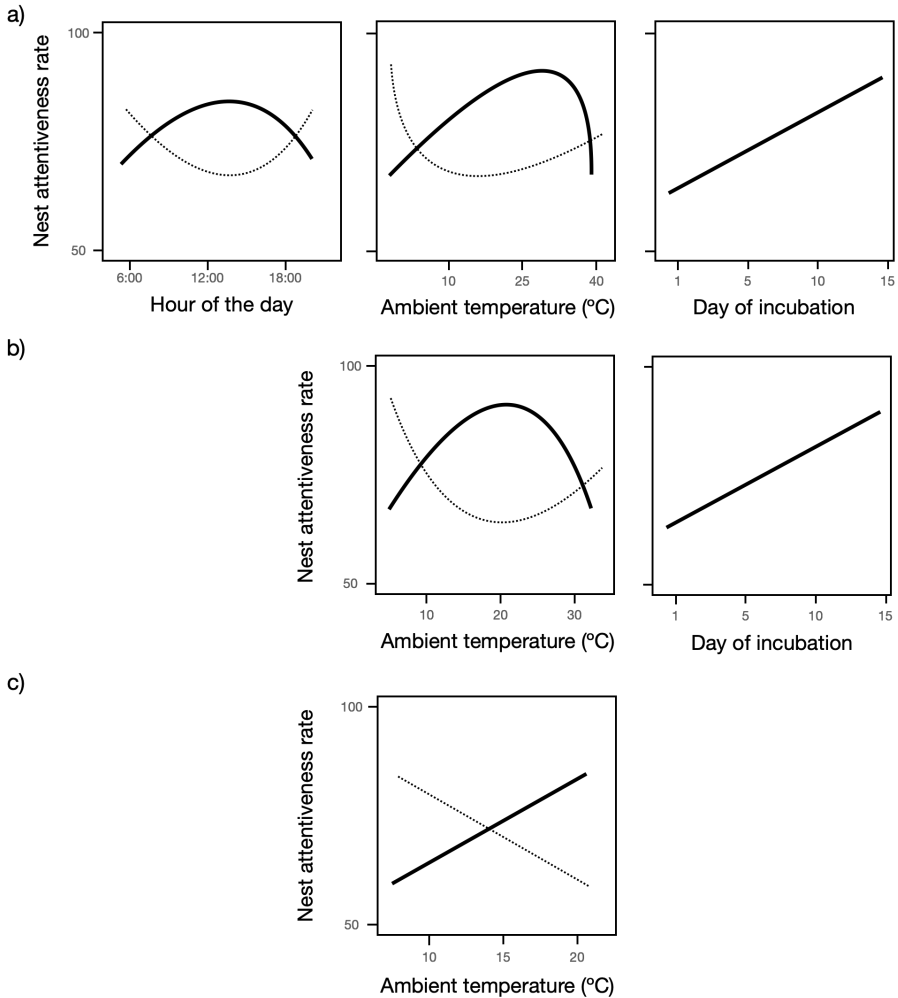 a)
Nest attentiveness rate
100
50
6:00 12:00 18:00
Hour of the day
10 25 40
Ambient temperature (ºC)
1 5 10 15
Day of incubation
b)
Nest attentiveness rate
100
50
10 20 30
Ambient temperature (ºC)
1 5 10 15
Day of incubation
c)
Nest attentiveness rate
100
50
10 15 20
Ambient temperature (ºC)